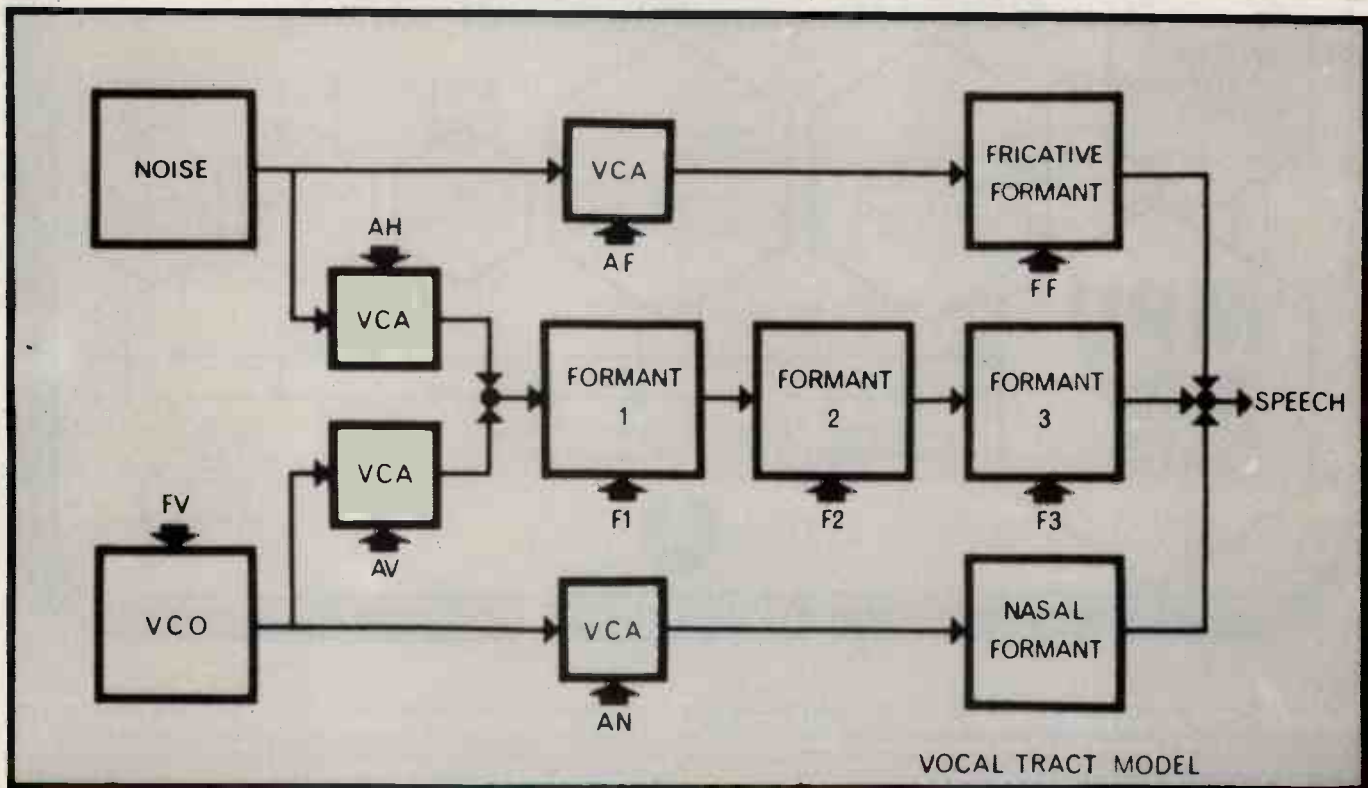 NOISE
VCA
AF
FRICATIVE
FORMANT
FF
AH
VCA
FORMANT
1
F1
FORMANT
2
F2
FORMANT
3
F3
SPEECH
VCA
AV
FV
VCO
VCA
AN
NASAL
FORMANT
VOCAL TRACT MODEL